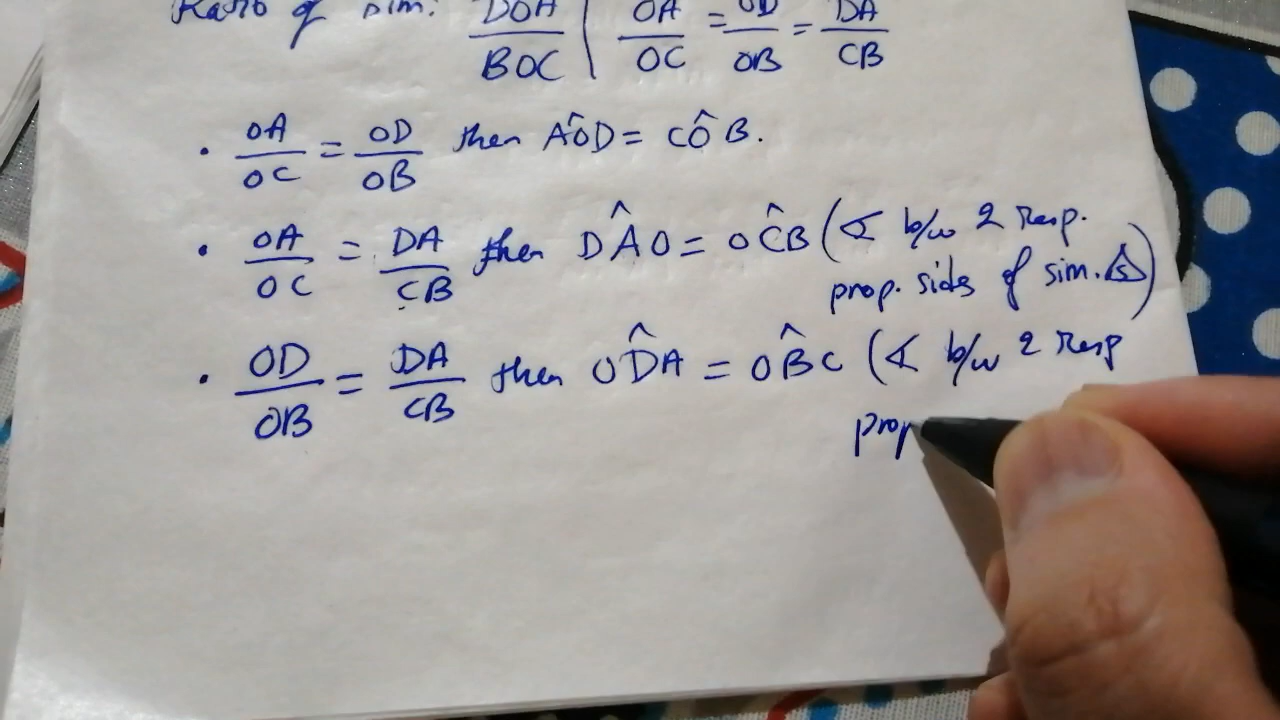 Ratio of sim: DOA/BOC | OA/OC = OD/OB = DA/CB
• OA/OC = OD/OB then AÔD = CÔB.
• OA/OC = DA/CB then DÂO = OĈB (∢ b/w 2 resp.
prop. sides of sim. Δs)
• OD/OB = DA/CB then OD̂A = OB̂C (∢ b/w 2 resp
prop